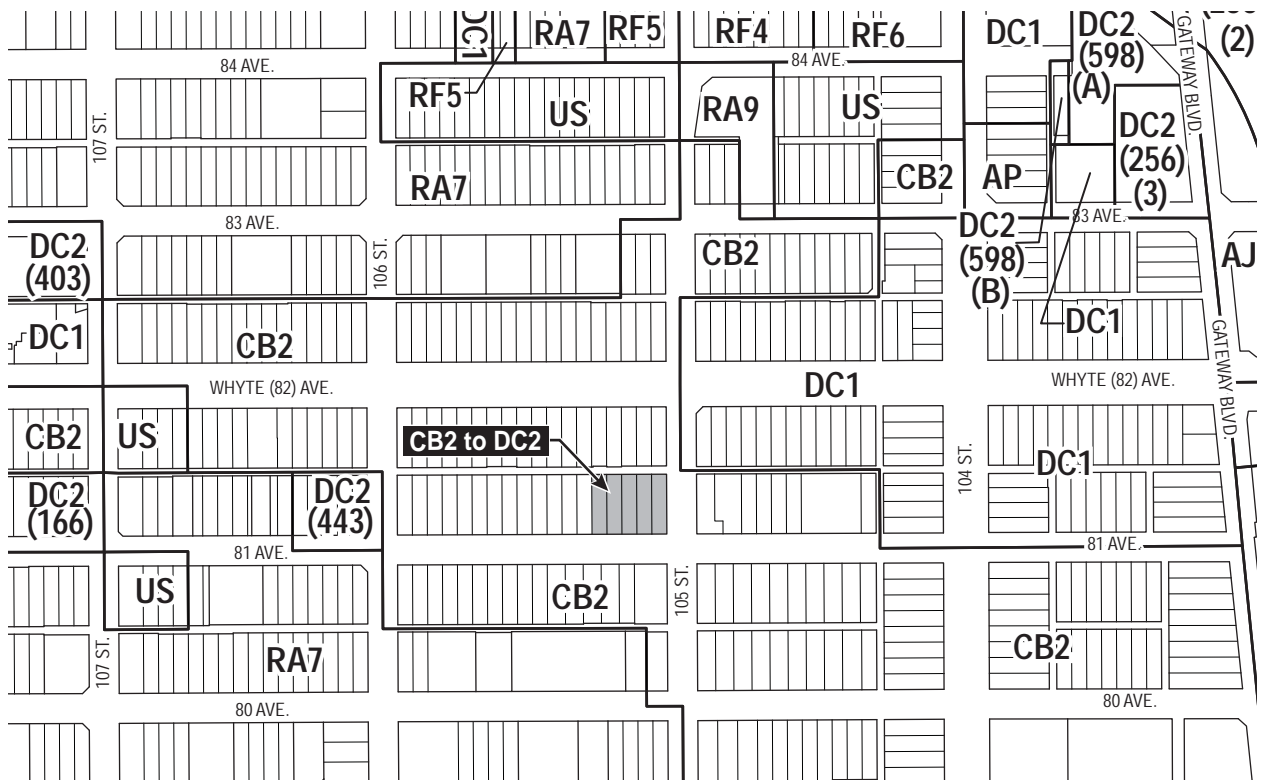 DC1
RA7
RF5
RF4
RF6
DC1
DC2
(598)
(A)
GATEWAY BLVD.
(2)
84 AVE.
84 AVE.
RF5
US
RA9
US
DC2
(256)
(3)
107 ST.
RA7
CB2
AP
83 AVE.
83 AVE.
DC2
(403)
106 ST.
CB2
DC2
(598)
(B)
AJ
DC1
CB2
DC1
GATEWAY BLVD.
WHYTE (82) AVE.
DC1
WHYTE (82) AVE.
CB2
US
CB2 to DC2
104 ST.
DC1
DC2
(166)
DC2
(443)
81 AVE.
81 AVE.
US
CB2
105 ST.
107 ST.
RA7
CB2
80 AVE.
80 AVE.